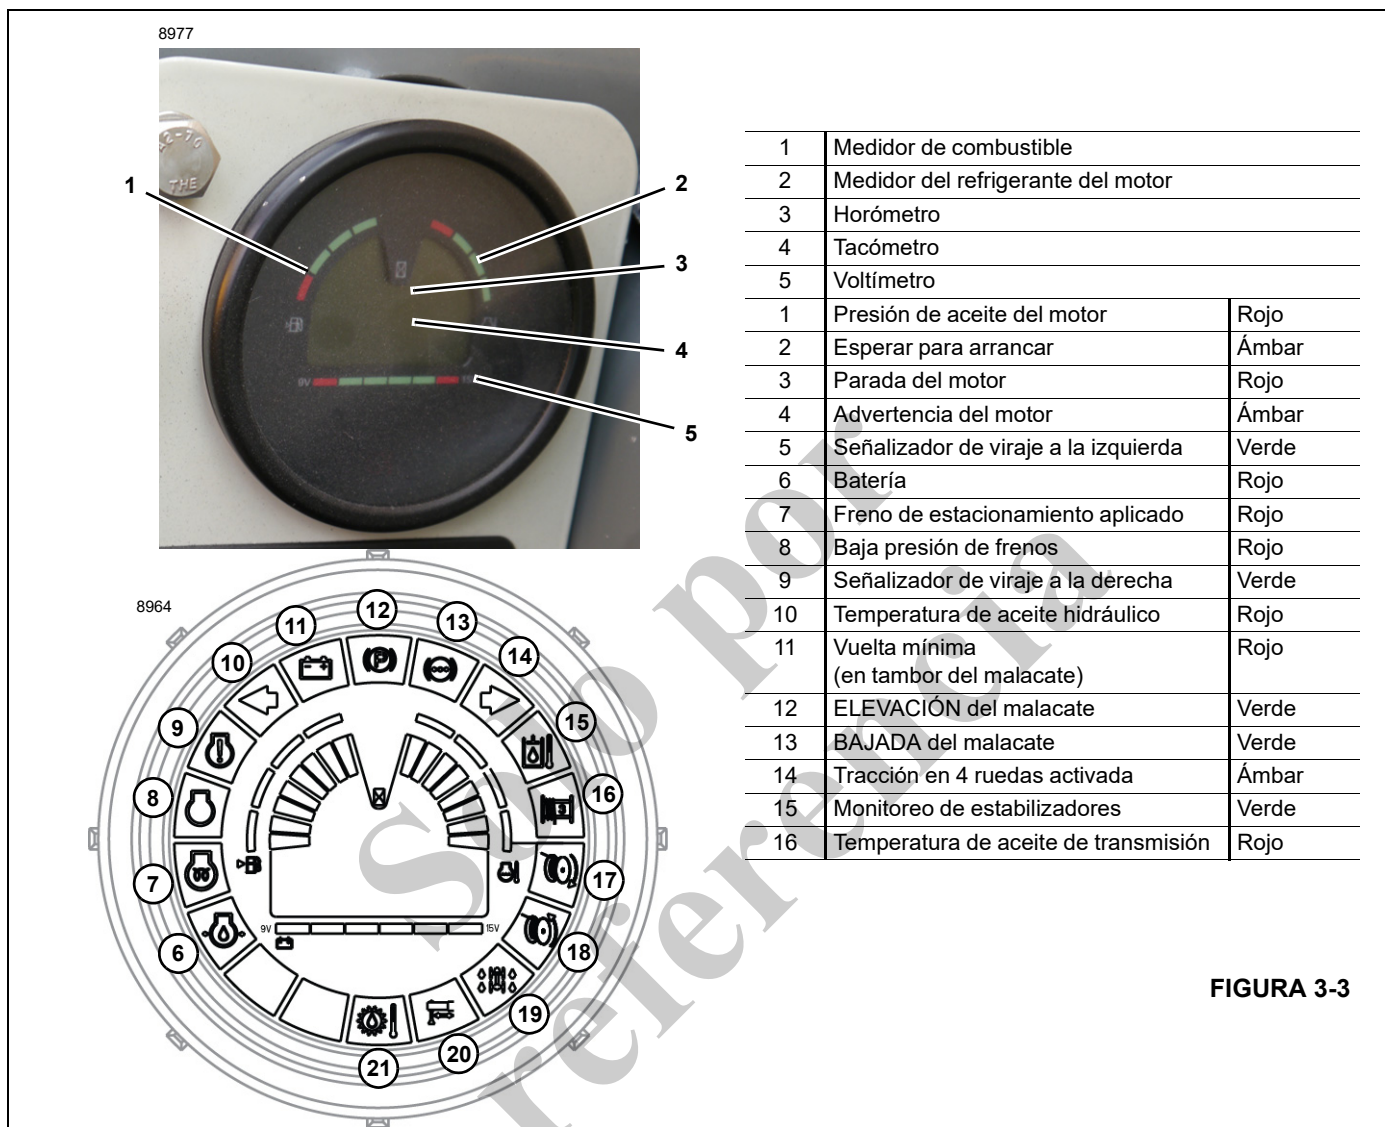 8977
A2-70
THE
1
2
3
4
5
9V
8964
6
7
8
9
10
11
12
13
14
15
16
17
18
19
20
21
9V
15V
1 Medidor de combustible
2 Medidor del refrigerante del motor
3 Horómetro
4 Tacómetro
5 Voltímetro
1 Presión de aceite del motor Rojo
2 Esperar para arrancar Ámbar
3 Parada del motor Rojo
4 Advertencia del motor Ámbar
5 Señalizador de viraje a la izquierda Verde
6 Batería Rojo
7 Freno de estacionamiento aplicado Rojo
8 Baja presión de frenos Rojo
9 Señalizador de viraje a la derecha Verde
10 Temperatura de aceite hidráulico Rojo
11 Vuelta mínima Rojo
(en tambor del malacate)
12 ELEVACIÓN del malacate Verde
13 BAJADA del malacate Verde
14 Tracción en 4 ruedas activada Ámbar
15 Monitoreo de estabilizadores Verde
16 Temperatura de aceite de transmisión Rojo
FIGURA 3-3
Solo por
referencia